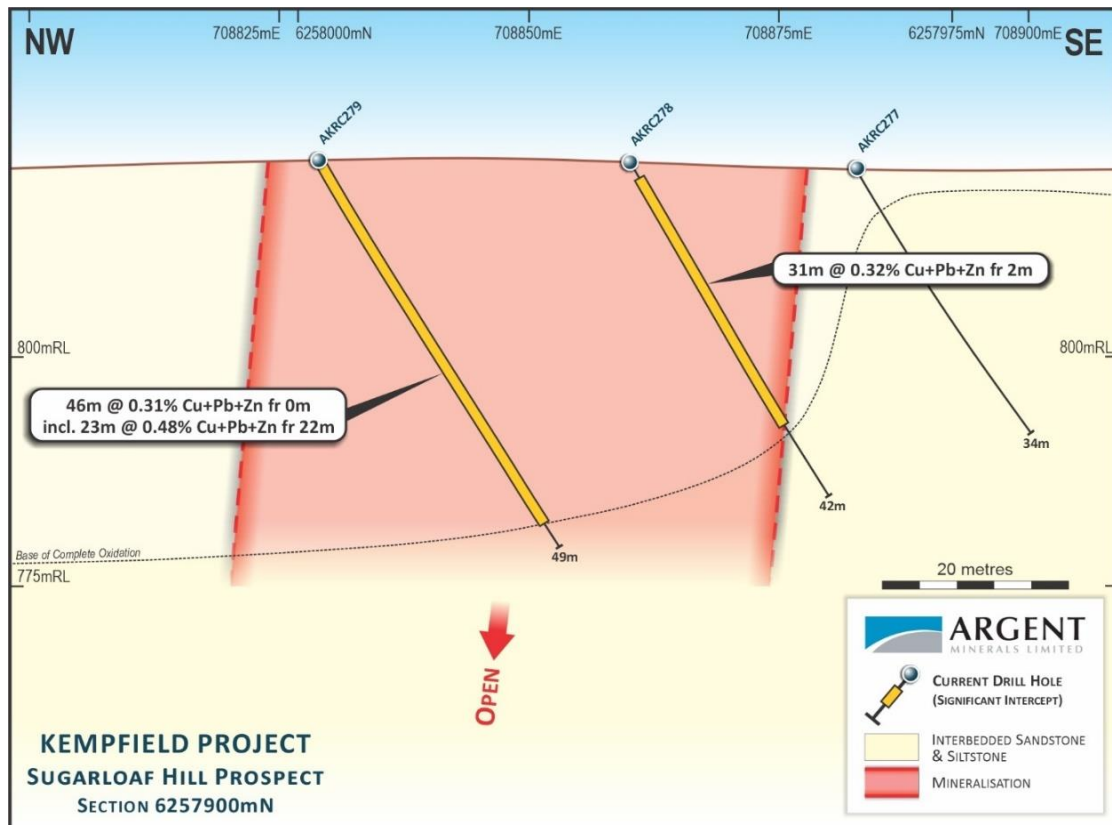 NW
708825mE
6258000mN
708850mE
708875mE
6257975mN
708900mE
SE
AKRC279
AKRC278
AKRC277
31m @ 0.32% Cu+Pb+Zn fr 2m
800mRL
800mRL
46m @ 0.31% Cu+Pb+Zn fr 0m
incl. 23m @ 0.48% Cu+Pb+Zn fr 22m
34m
42m
49m
Base of Complete Oxidation
775mRL
20 metres
OPEN
ARGENT
MINERALS LIMITED
CURRENT DRILL HOLE
(SIGNIFICANT INTERCEPT)
INTERBEDDED SANDSTONE
& SILTSTONE
MINERALISATION
KEMPFIELD PROJECT
SUGARLOAF HILL PROSPECT
SECTION 6257900mN